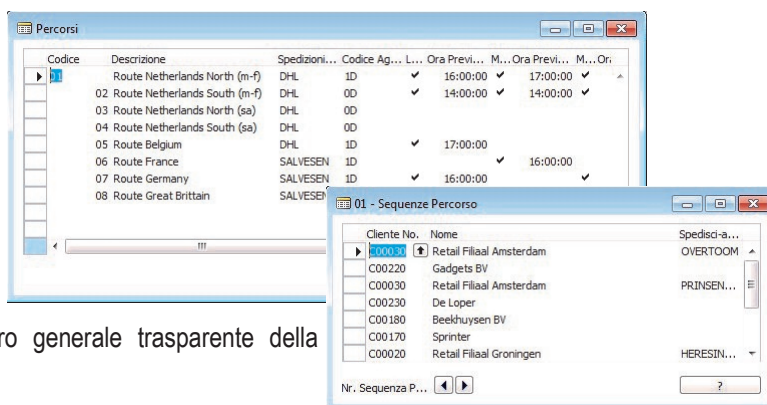 Percorsi
Codice Descrizione Spedizioni... Codice Ag... L... Ora Previ... M... Ora Previ... M... Or
01 Route Netherlands North (m-f) DHL 1D 16:00:00 17:00:00
02 Route Netherlands South (m-f) DHL 0D 14:00:00 14:00:00
03 Route Netherlands North (sa) DHL 0D
04 Route Netherlands South (sa) DHL 0D
05 Route Belgium DHL 1D 17:00:00
06 Route France SALVESEN 1D 16:00:00
07 Route Germany SALVESEN 1D 16:00:00
08 Route Great Brittain SALVESEN
01 - Sequenze Percorso
Cliente No. Nome Spedisci-a...
C00030 Retail Filiaal Amsterdam OVERTOOM
C00220 Gadgets BV
C00030 Retail Filiaal Amsterdam PRINSEN...
C00230 De Loper
C00180 Beekhuysen BV
C00170 Sprinter
C00020 Retail Filiaal Groningen HERESIN...
Nr. Sequenza P... ?
ro generale trasparente della